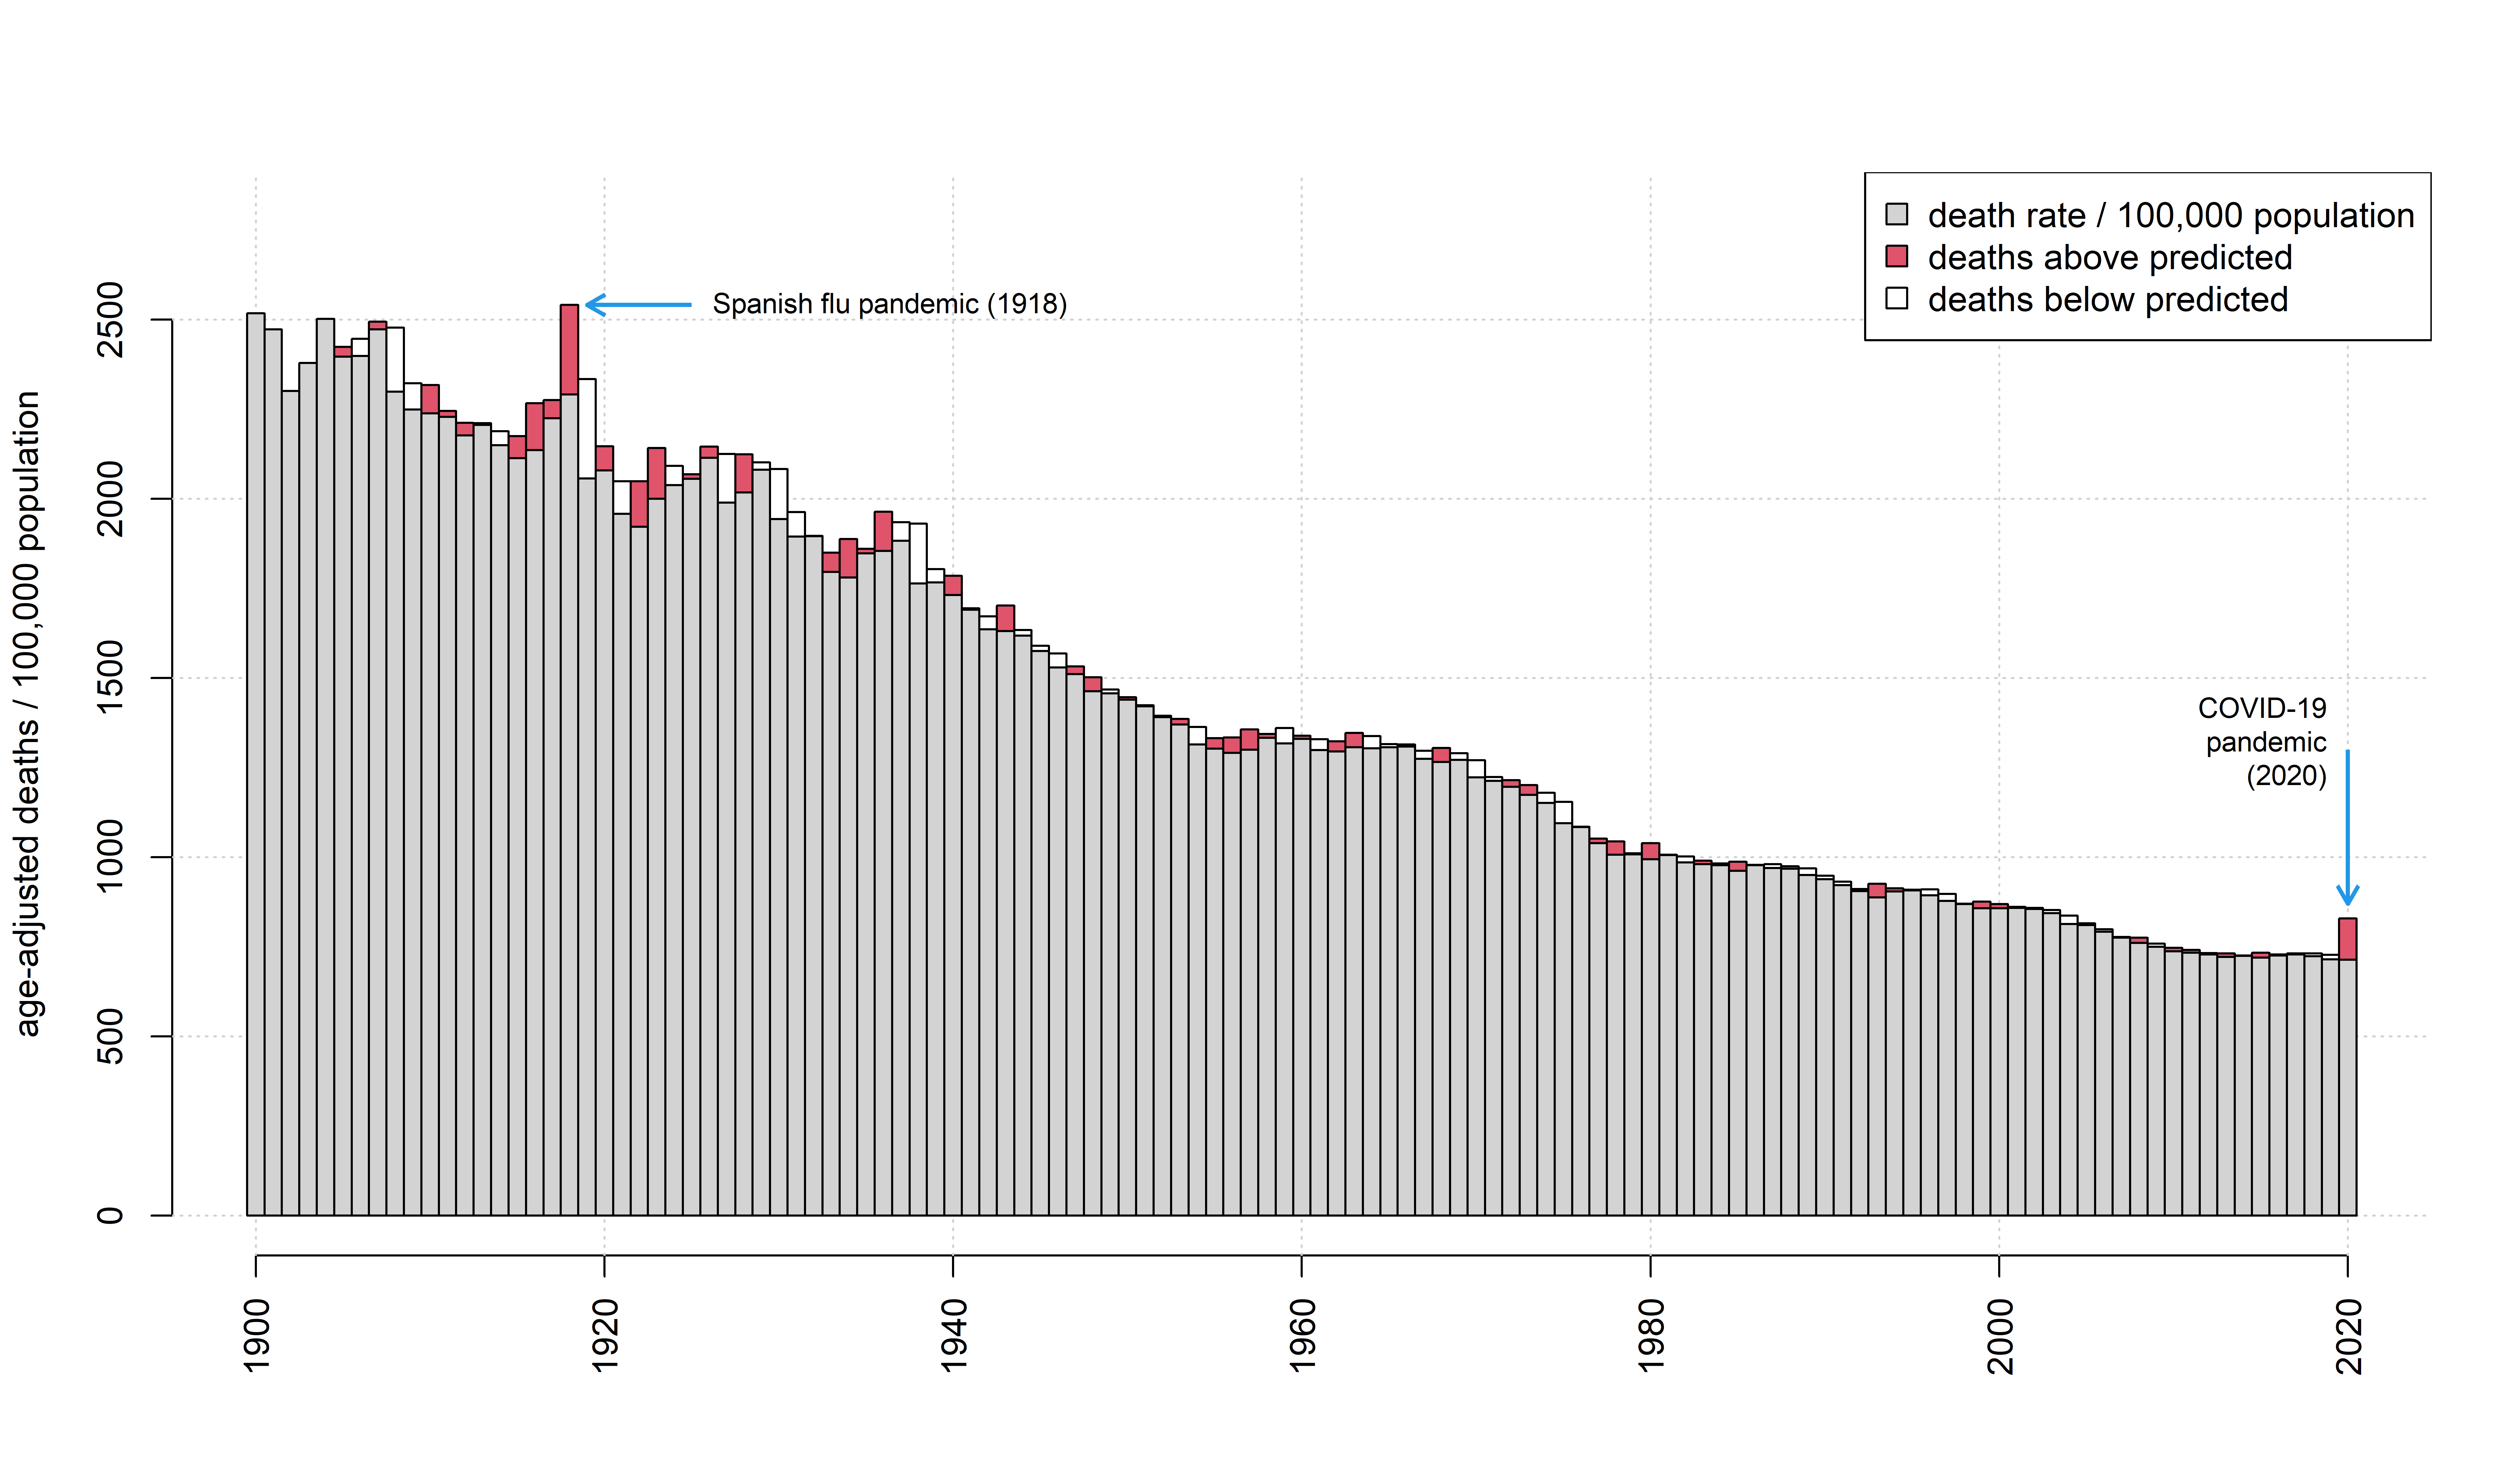 death rate / 100,000 population
deaths above predicted
deaths below predicted
Spanish flu pandemic (1918)
COVID-19
pandemic
(2020)
age-adjusted deaths / 100,000 population
2500
2000
1500
1000
500
0
1900
1920
1940
1960
1980
2000
2020